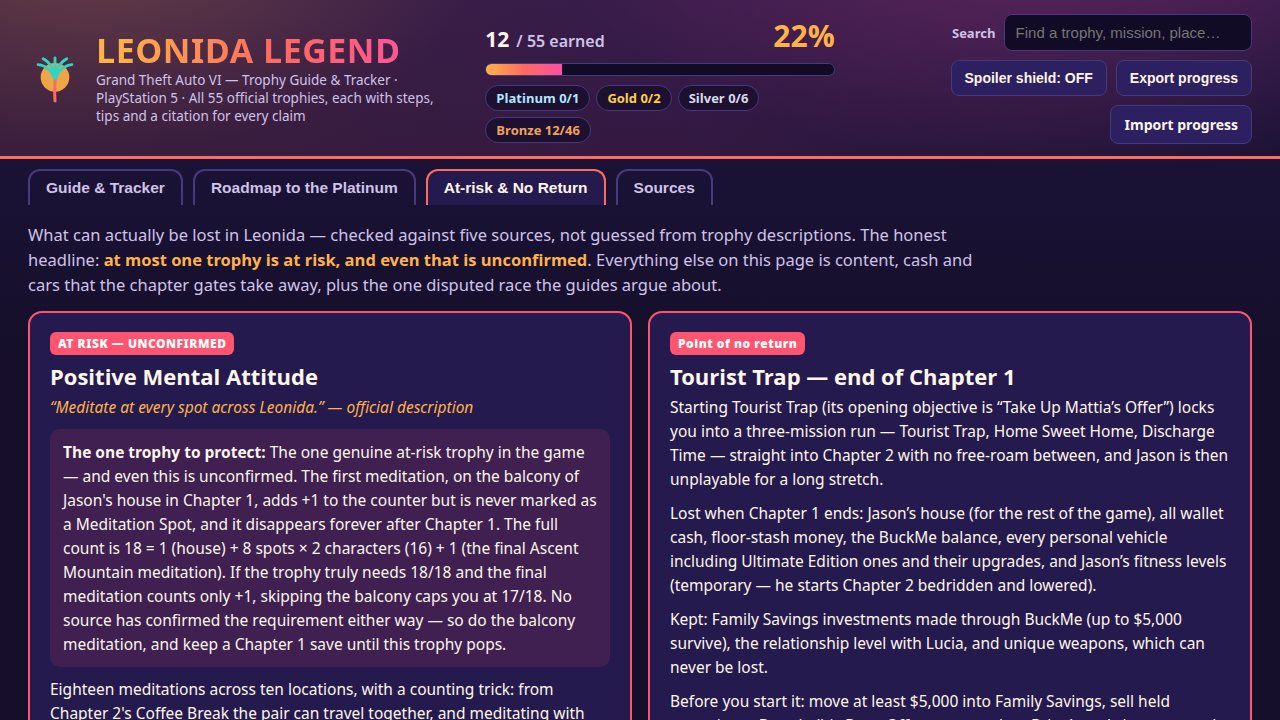 LEONIDA LEGEND
Grand Theft Auto VI — Trophy Guide & Tracker ·
PlayStation 5 · All 55 official trophies, each with steps,
tips and a citation for every claim
12 / 55 earned
22%
Platinum 0/1
Gold 0/2
Silver 0/6
Bronze 12/46
Search
Find a trophy, mission, place…
Spoiler shield: OFF
Export progress
Import progress
Guide & Tracker
Roadmap to the Platinum
At-risk & No Return
Sources
What can actually be lost in Leonida — checked against five sources, not guessed from trophy descriptions. The honest
headline: at most one trophy is at risk, and even that is unconfirmed. Everything else on this page is content, cash and
cars that the chapter gates take away, plus the one disputed race the guides argue about.
AT RISK — UNCONFIRMED
Positive Mental Attitude
“Meditate at every spot across Leonida.” — official description
The one trophy to protect: The one genuine at-risk trophy in the game
— and even this is unconfirmed. The first meditation, on the balcony of
Jason's house in Chapter 1, adds +1 to the counter but is never marked as
a Meditation Spot, and it disappears forever after Chapter 1. The full
count is 18 = 1 (house) + 8 spots × 2 characters (16) + 1 (the final Ascent
Mountain meditation). If the trophy truly needs 18/18 and the final
meditation counts only +1, skipping the balcony caps you at 17/18. No
source has confirmed the requirement either way — so do the balcony
meditation, and keep a Chapter 1 save until this trophy pops.
Eighteen meditations across ten locations, with a counting trick: from
Chapter 2's Coffee Break the pair can travel together, and meditating with
Point of no return
Tourist Trap — end of Chapter 1
Starting Tourist Trap (its opening objective is “Take Up Mattia’s Offer”) locks
you into a three-mission run — Tourist Trap, Home Sweet Home, Discharge
Time — straight into Chapter 2 with no free-roam between, and Jason is then
unplayable for a long stretch.
Lost when Chapter 1 ends: Jason’s house (for the rest of the game), all wallet
cash, floor-stash money, the BuckMe balance, every personal vehicle
including Ultimate Edition ones and their upgrades, and Jason’s fitness levels
(temporary — he starts Chapter 2 bedridden and lowered).
Kept: Family Savings investments made through BuckMe (up to $5,000
survive), the relationship level with Lucia, and unique weapons, which can
never be lost.
Before you start it: move at least $5,000 into Family Savings, sell held